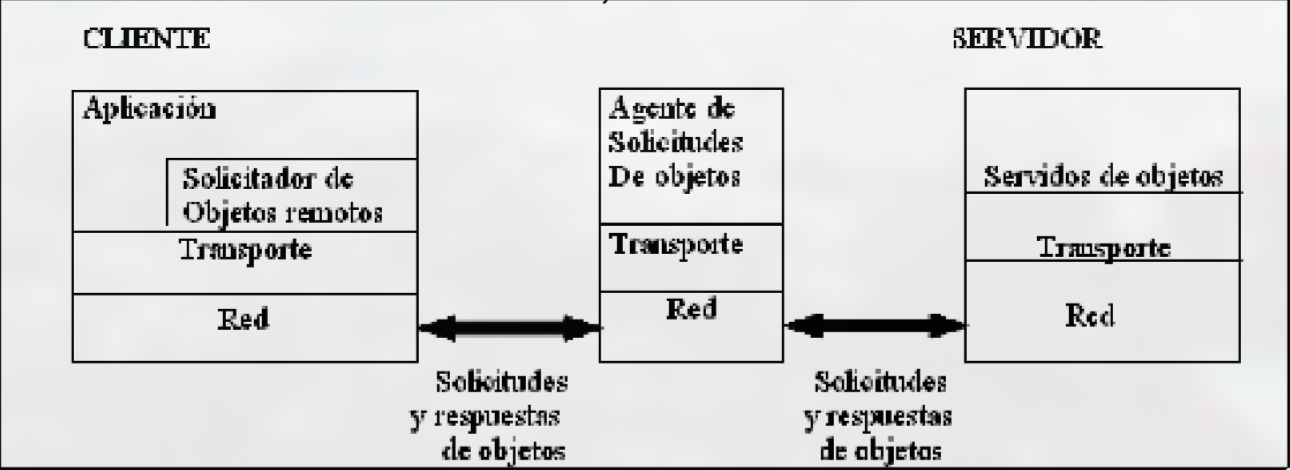 CLIENTE
SERVIDOR
Aplicación
Solicitador de
Objetos remotos
Transporte
Red
Agente de
Solicitudes
De objetos
Transporte
Red
Servidos de objetos
Transporte
Red
Solicitudes
y respuestas
de objetos
Solicitudes
y respuestas
de objetos